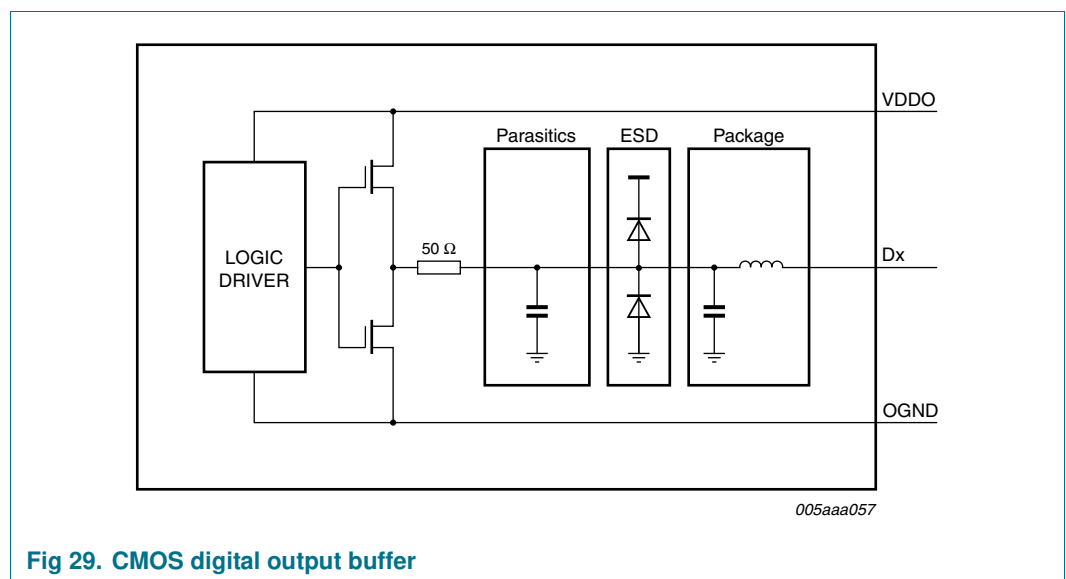 VDDO
Parasitics
ESD
Package
50 Ω
LOGIC
DRIVER
Dx
OGND
005aaa057
Fig 29. CMOS digital output buffer